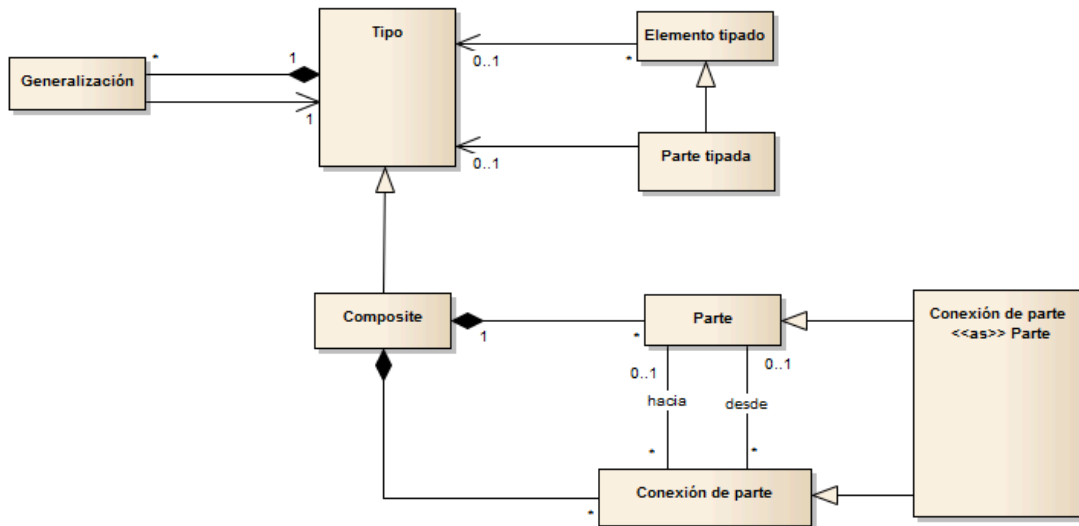 Tipo
Elemento tipado
0..1
*
Generalización
*
1
1
Parte tipada
0..1
Composite
1
Parte
*
0..1
0..1
hacia
desde
*
*
Conexión de parte
<<as>> Parte
Conexión de parte
*